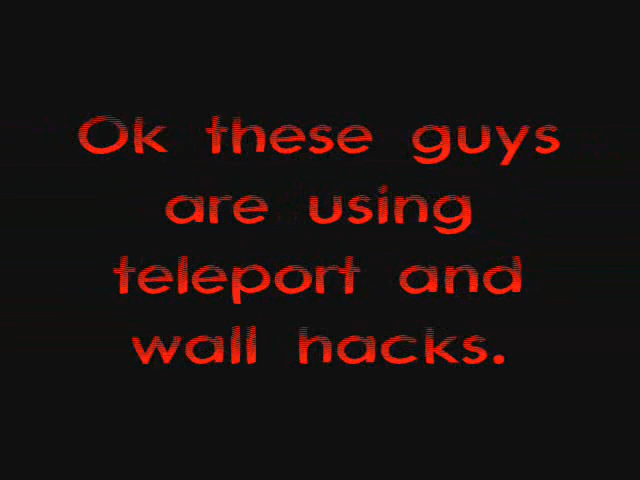 Ok these guys
are using
teleport and
wall hacks.